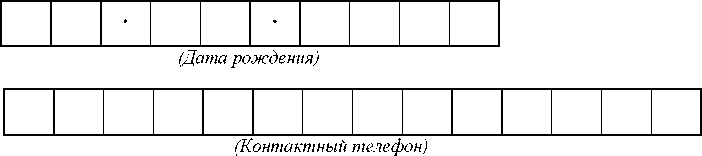 . .
(Дата рождения)
(Контактный телефон)